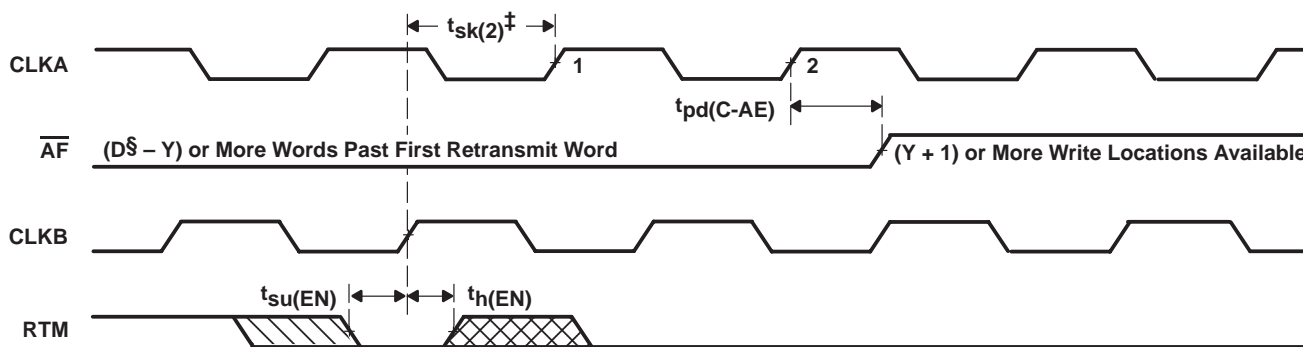 tsk(2)‡
CLKA
1
2
tpd(C-AE)
AF
(D§ – Y) or More Words Past First Retransmit Word
(Y + 1) or More Write Locations Available
CLKB
tsu(EN)
th(EN)
RTM